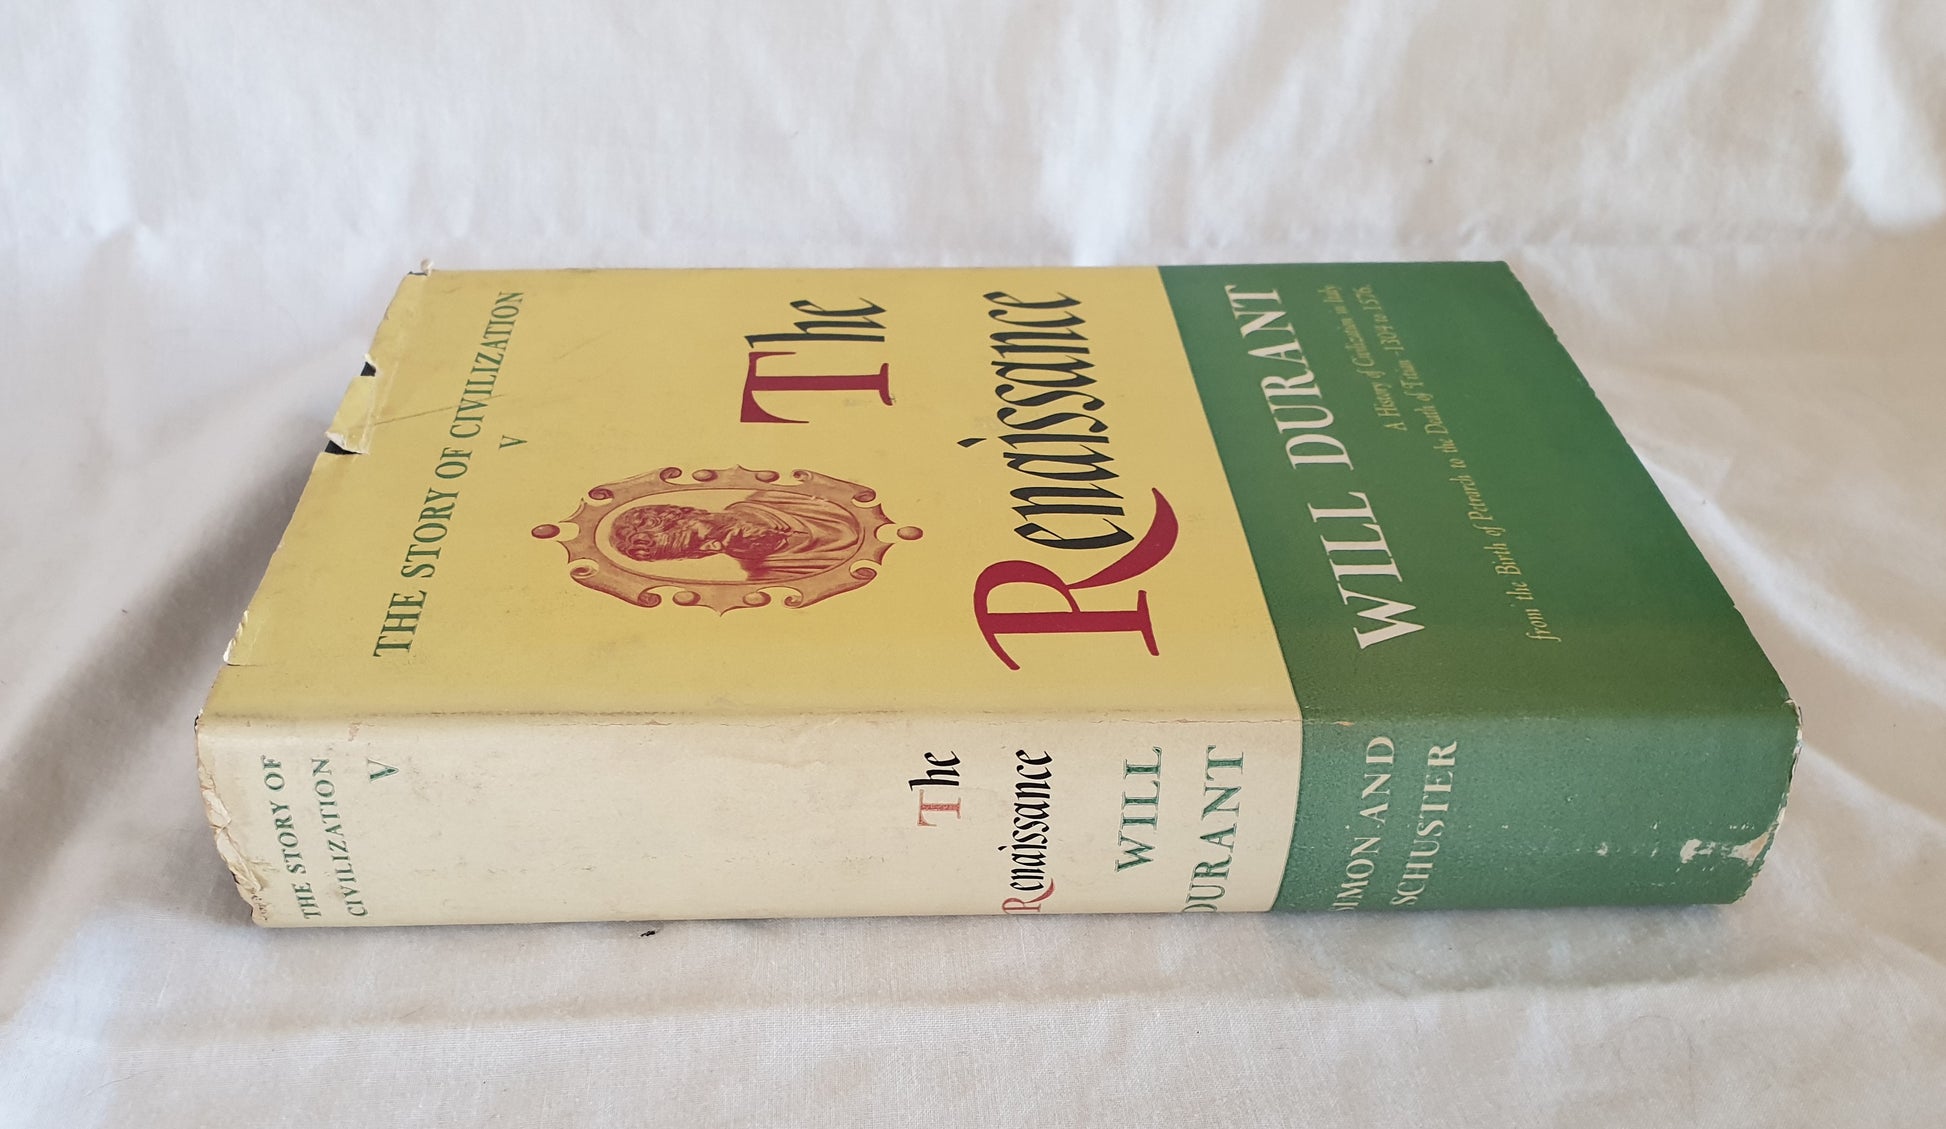 THE STORY OF CIVILIZATION
V
The
Renaissance
WILL DURANT
A History of Civilization in Italy
from the Birth of Petrarch to the Death of Titian - 1304 to 1576.
THE STORY OF
CIVILIZATION
V
The
Renaissance
WILL
DURANT
SIMON AND
SCHUSTER